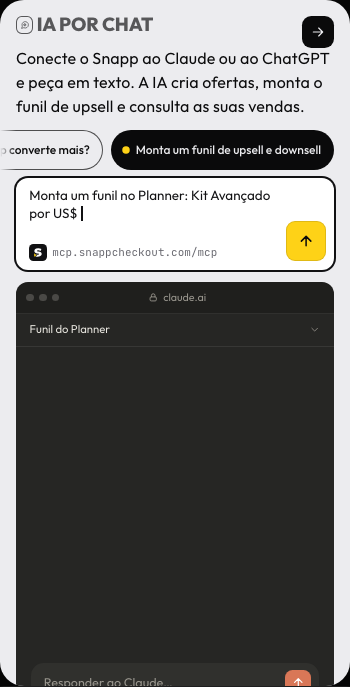 IA POR CHAT
Conecte o Snapp ao Claude ou ao ChatGPT
e peça em texto. A IA cria ofertas, monta o
funil de upsell e consulta as suas vendas.
converte mais?
Monta um funil de upsell e downsell
Monta um funil no Planner: Kit Avançado
por US$
mcp.snappcheckout.com/mcp
claude.ai
Funil do Planner
Responder ao Claude...